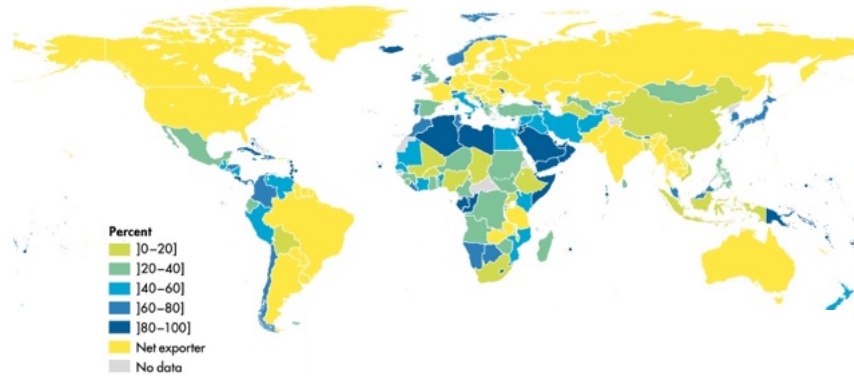 Percent
]0–20]
]20–40]
]40–60]
]60–80]
]80–100]
Net exporter
No data